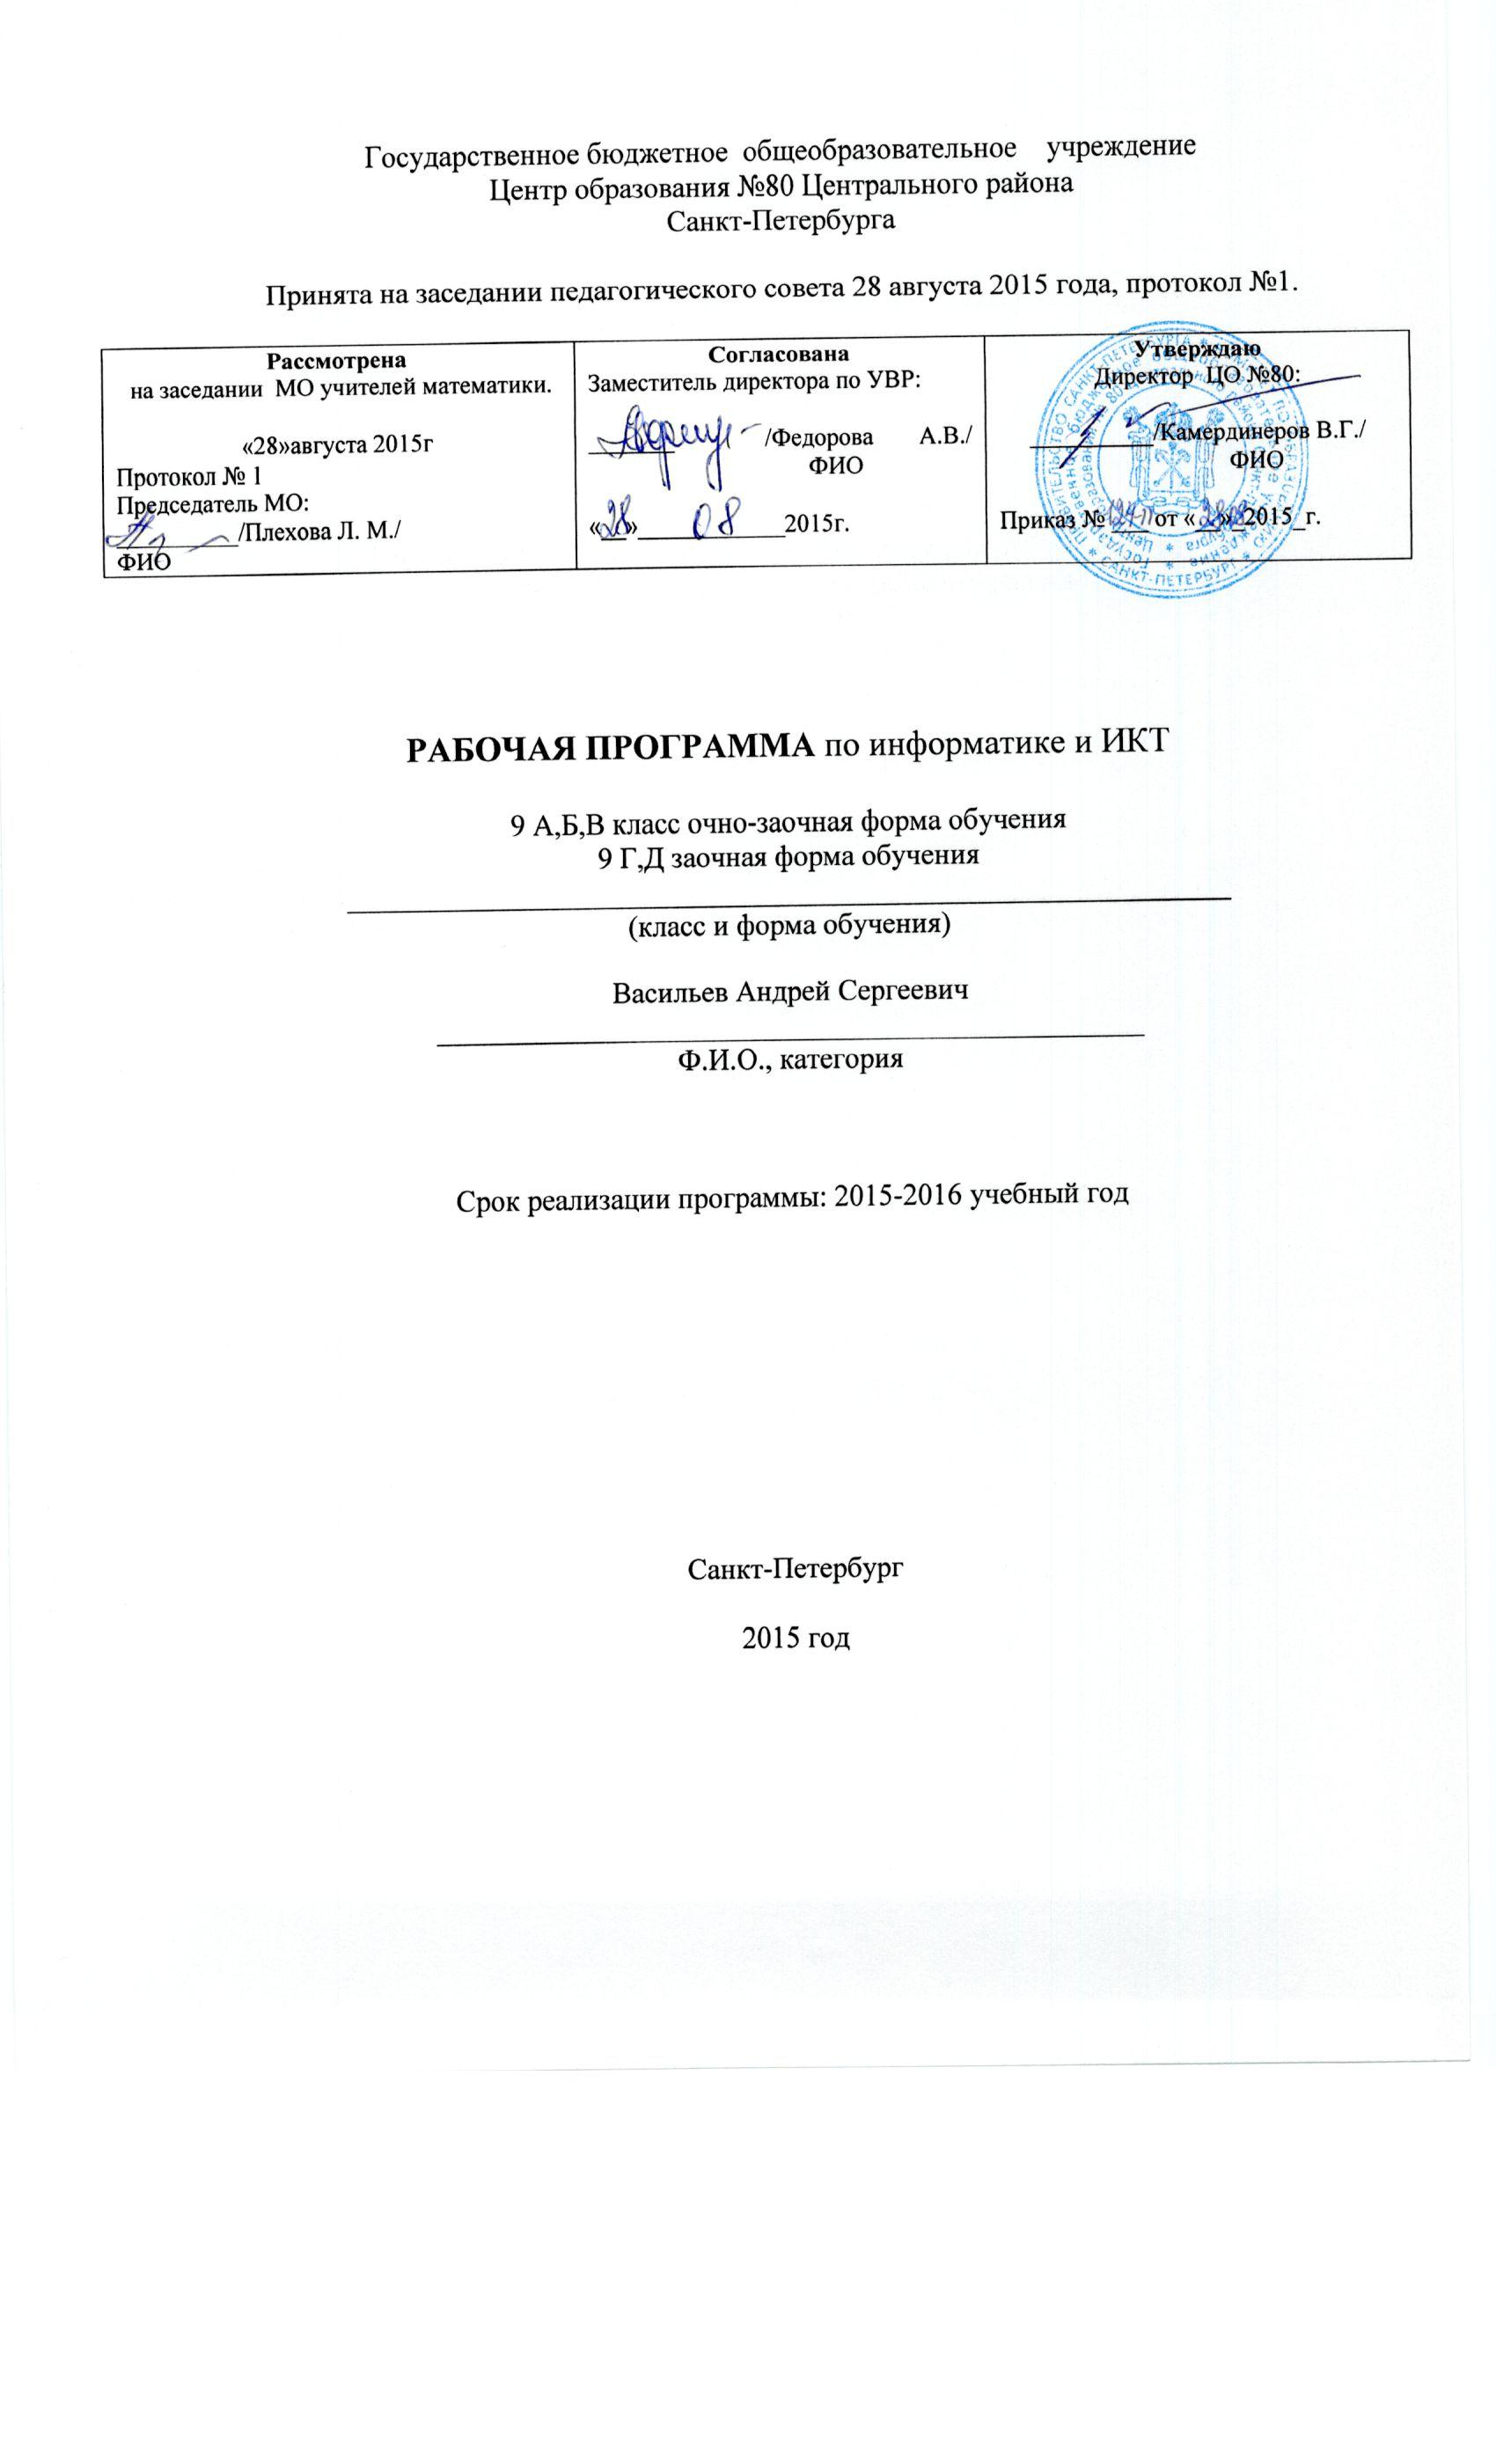 Государственное бюджетное общеобразовательное учреждение
Центр образования №80 Центрального района
Санкт-Петербурга
Принята на заседании педагогического совета 28 августа 2015 года, протокол №1.
Рассмотрена
на заседании МО учителей математики.
«28»августа 2015г
Протокол № 1
Председатель МО:
____________/Плехова Л. М./
ФИО
Согласована
Заместитель директора по УВР:
/Федорова А.В./
ФИО
«28» 08 2015г.
Утверждаю
Директор ЦО №80:
/Камердинеров В.Г./
ФИО
Приказ № от « » 2015_г.
РАБОЧАЯ ПРОГРАММА по информатике и ИКТ
9 А,Б,В класс очно-заочная форма обучения
9 Г,Д заочная форма обучения
(класс и форма обучения)
Васильев Андрей Сергеевич
Ф.И.О., категория
Срок реализации программы: 2015-2016 учебный год
Санкт-Петербург
2015 год